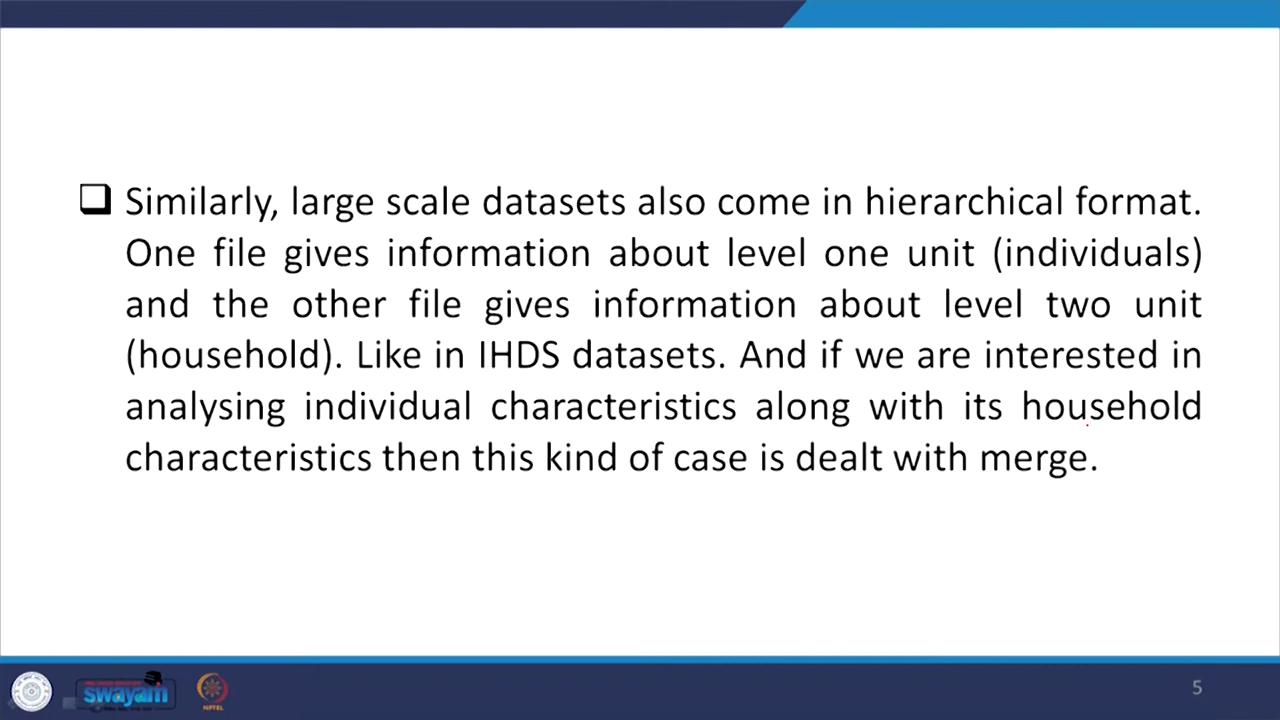 Similarly, large scale datasets also come in hierarchical format.
One file gives information about level one unit (individuals)
and the other file gives information about level two unit
(household). Like in IHDS datasets. And if we are interested in
analysing individual characteristics along with its household
characteristics then this kind of case is dealt with merge.
swayam
NPTEL
5